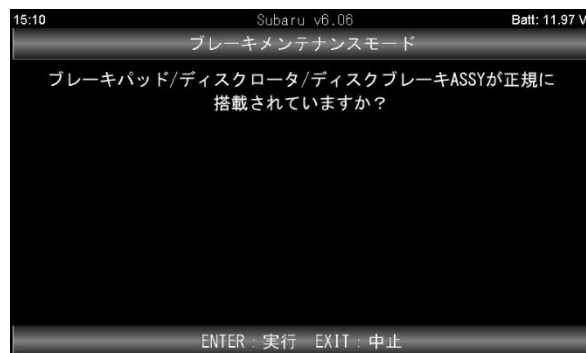 15:10 Subaru v6.06 Batt: 11.97 V
ブレーキメンテナンスモード
ブレーキパッド/ディスクロータ/ディスクブレーキASSYが正規に
搭載されていますか?
ENTER:実行 EXIT:中止